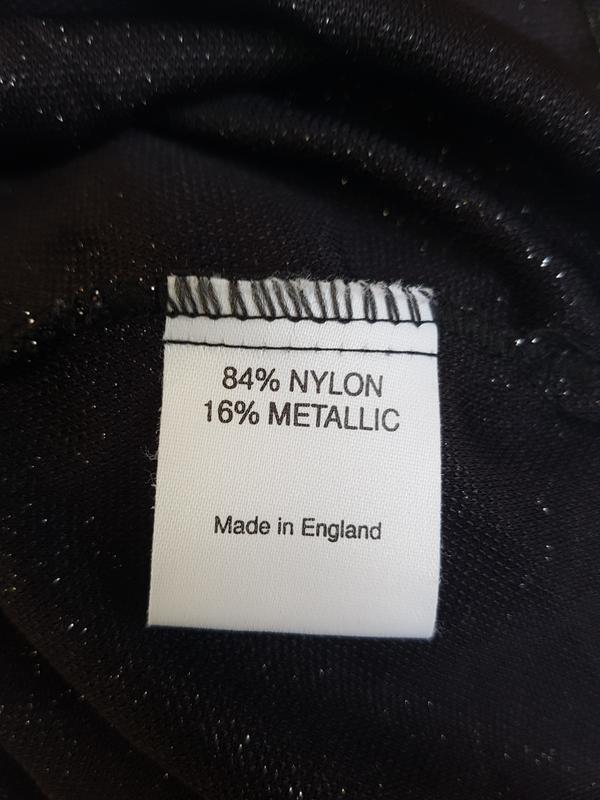 84% NYLON
16% METALLIC
Made in England